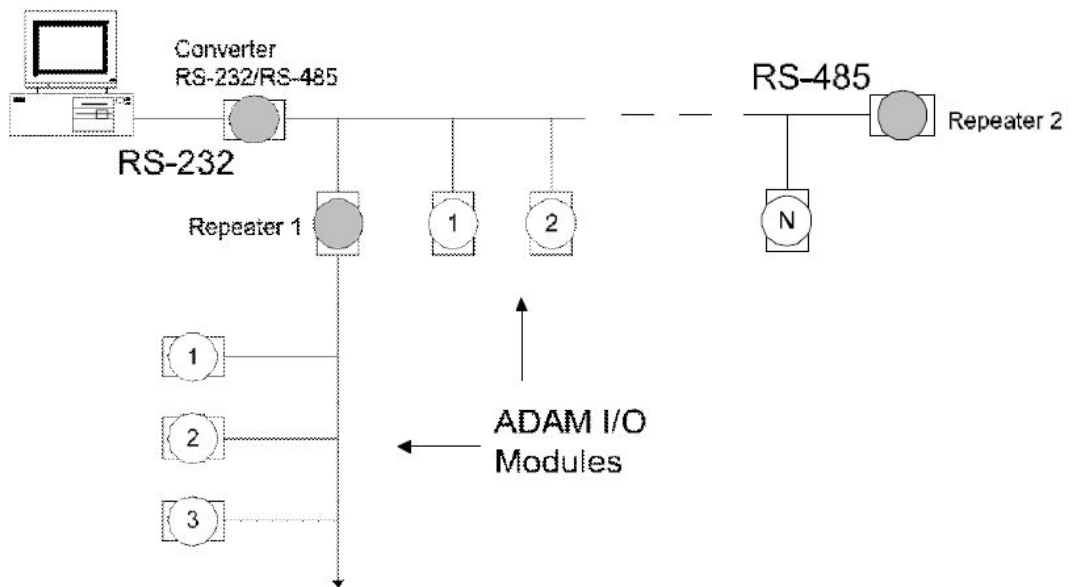 Converter
RS-232/RS-485
RS-485
Repeater 2
RS-232
Repeater 1
1
2
N
1
2
3
ADAM I/O
Modules